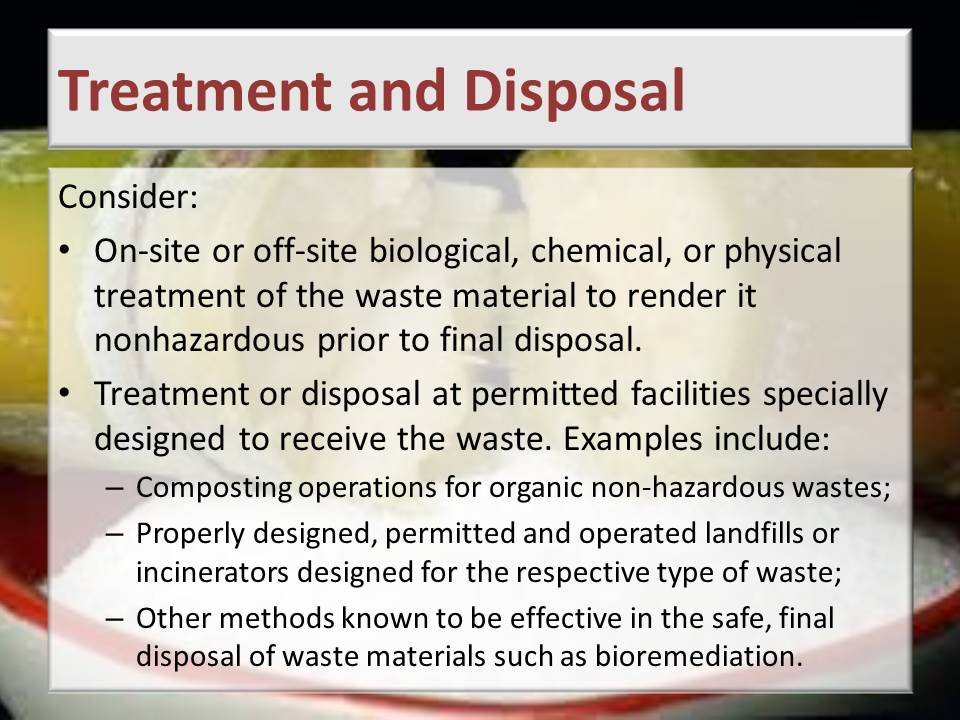 Treatment and Disposal
Consider:
• On-site or off-site biological, chemical, or physical
treatment of the waste material to render it
nonhazardous prior to final disposal.
• Treatment or disposal at permitted facilities specially
designed to receive the waste. Examples include:
– Composting operations for organic non-hazardous wastes;
– Properly designed, permitted and operated landfills or
incinerators designed for the respective type of waste;
– Other methods known to be effective in the safe, final
disposal of waste materials such as bioremediation.